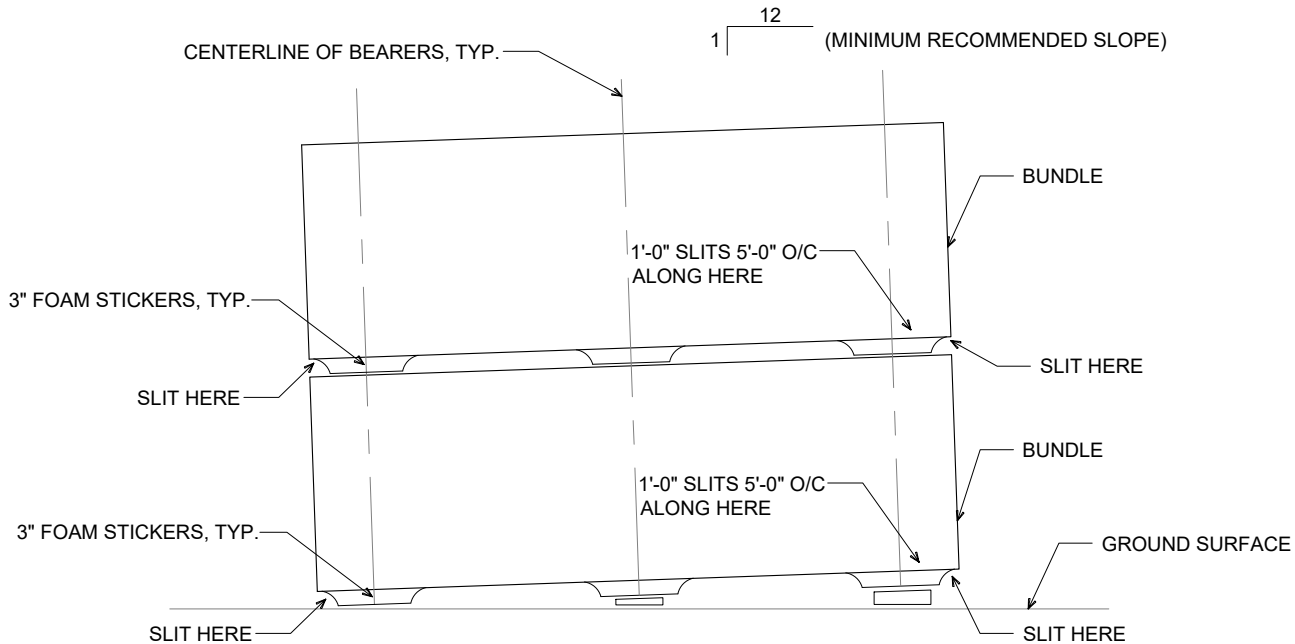 12
1
(MINIMUM RECOMMENDED SLOPE)
CENTERLINE OF BEARERS, TYP.
BUNDLE
1'-0" SLITS 5'-0" O/C
ALONG HERE
3" FOAM STICKERS, TYP.
SLIT HERE
SLIT HERE
BUNDLE
1'-0" SLITS 5'-0" O/C
ALONG HERE
3" FOAM STICKERS, TYP.
GROUND SURFACE
SLIT HERE
SLIT HERE